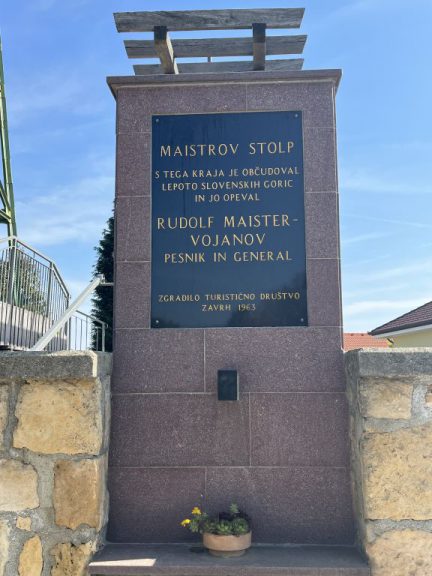 MAISTROV STOLP
S TEGA KRAJA JE OBČUDOVAL
LEPOTO SLOVENSKIH GORIC
IN JO OPEVAL
RUDOLF MAISTER-
VOJANOV
PESNIK IN GENERAL
ZGRADILO TURISTIČNO DRUŠTVO
ZAVRH 1963